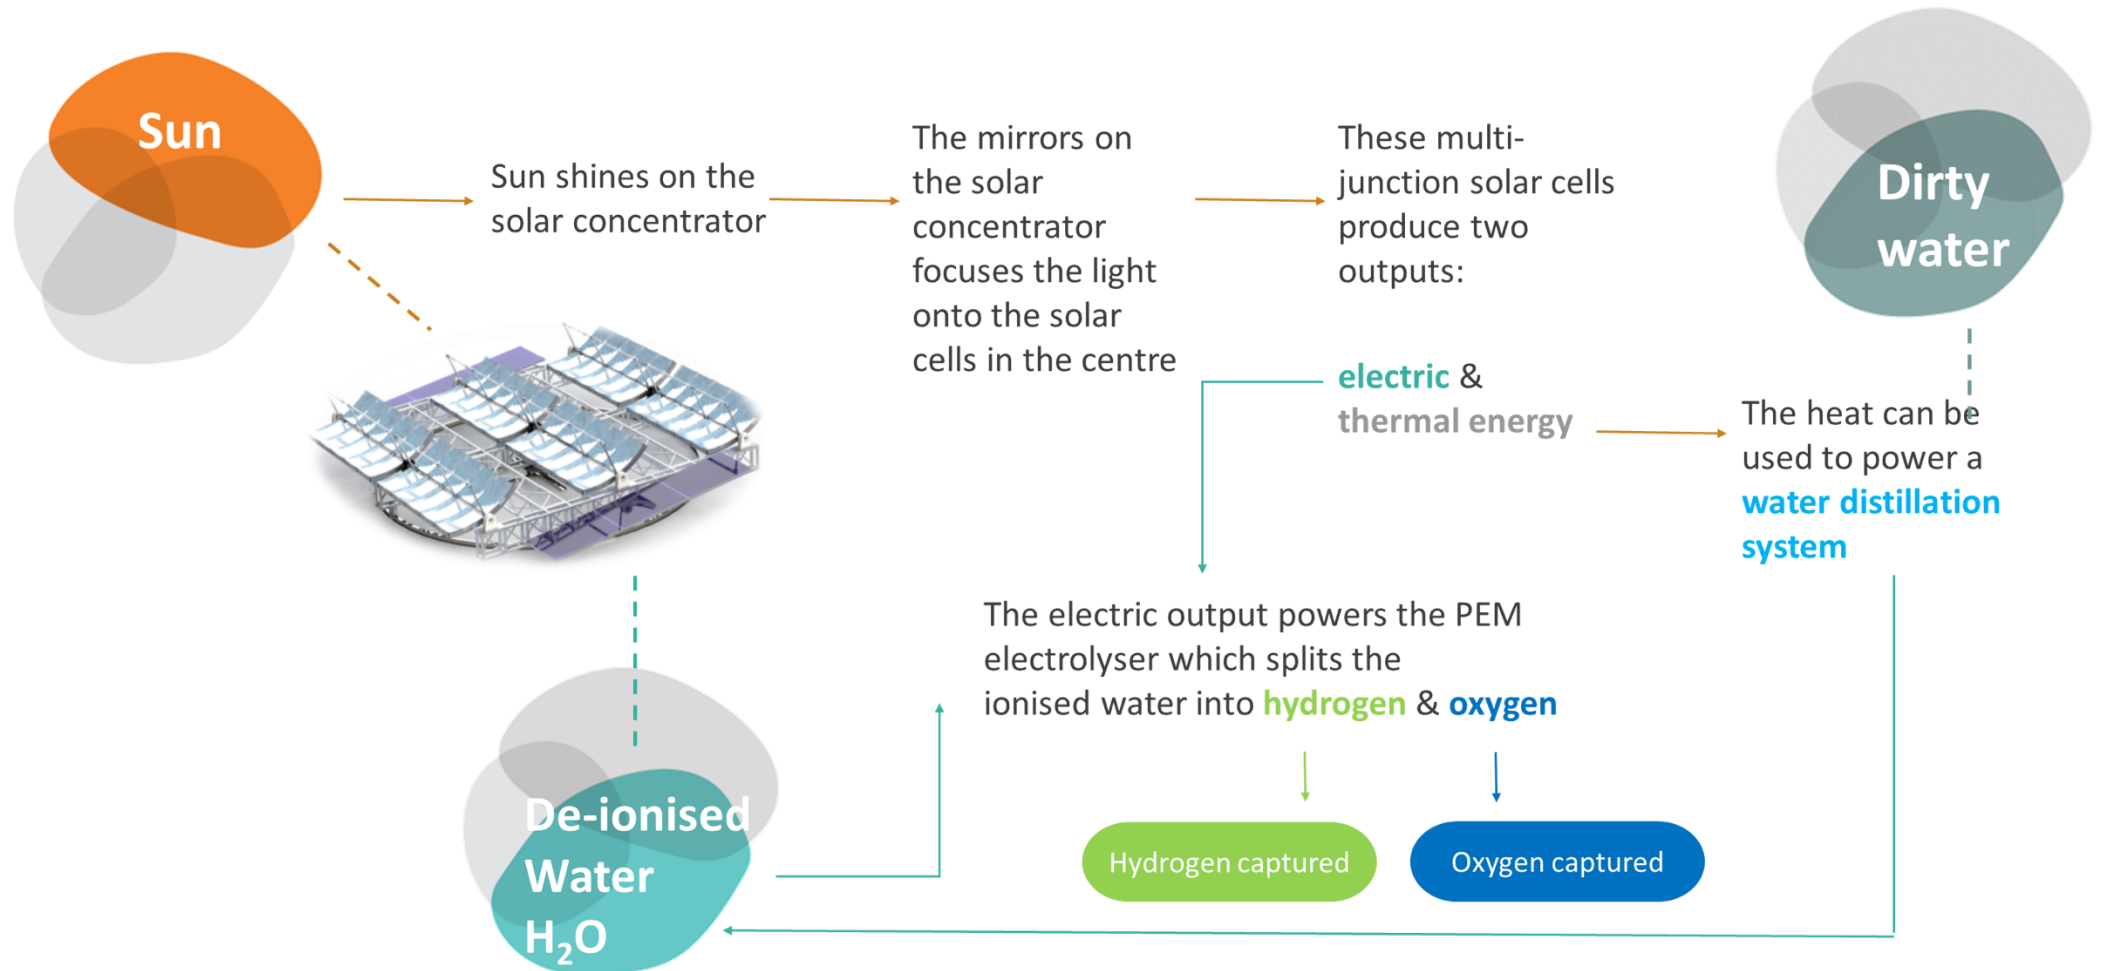 Sun
Sun shines on the
solar concentrator
The mirrors on
the solar
concentrator
focuses the light
onto the solar
cells in the centre
These multi-
junction solar cells
produce two
outputs:
electric &
thermal energy
Dirty
water
The heat can be
used to power a
water distillation
system
The electric output powers the PEM
electrolyser which splits the
ionised water into hydrogen & oxygen
De-ionised
Water
H₂O
Hydrogen captured
Oxygen captured